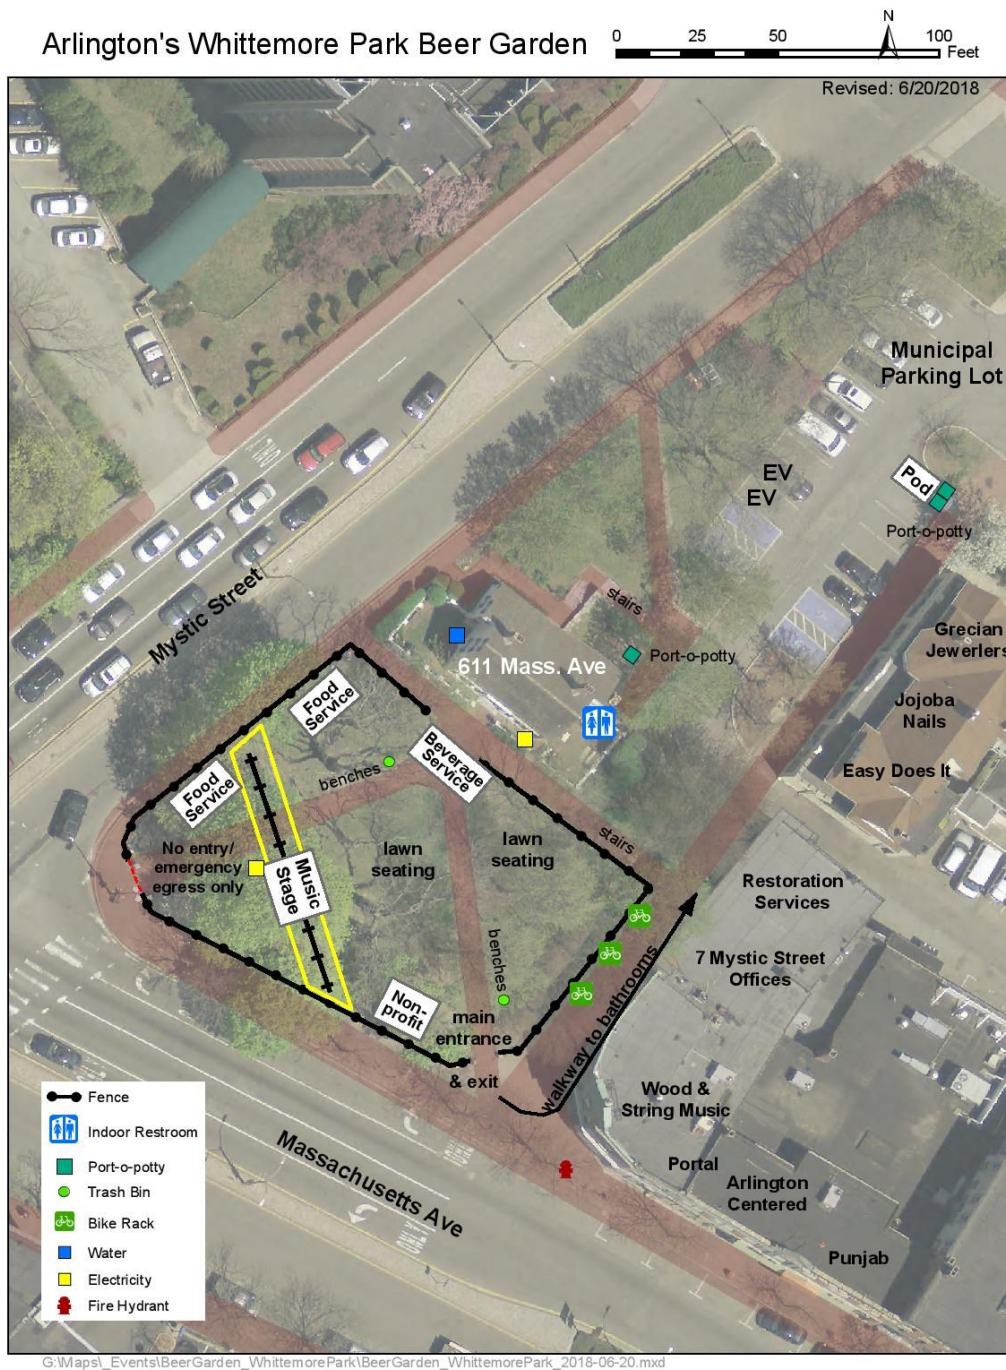 Arlington's Whittemore Park Beer Garden
0 25 50 100
Feet
N
Revised: 6/20/2018
Municipal
Parking Lot
EV
EV
Pod
Port-o-potty
Mystic Street
stairs
611 Mass. Ave
Port-o-potty
Grecian
Jewerlers
Jojoba
Nails
Easy Does It
Food
Service
Beverage
Service
benches
Food
Service
No entry/
emergency
egress only
Music
Stage
lawn
seating
lawn
seating
stairs
Restoration
Services
7 Mystic Street
Offices
benches
Non-
profit
main
entrance
& exit
walkway to bathrooms
Wood &
String Music
Portal
Arlington
Centered
Punjab
Massachusetts Ave
Fence
Indoor Restroom
Port-o-potty
Trash Bin
Bike Rack
Water
Electricity
Fire Hydrant
G:\Maps\_Events\BeerGarden_WhittemorePark\BeerGarden_WhittemorePark_2018-06-20.mxd